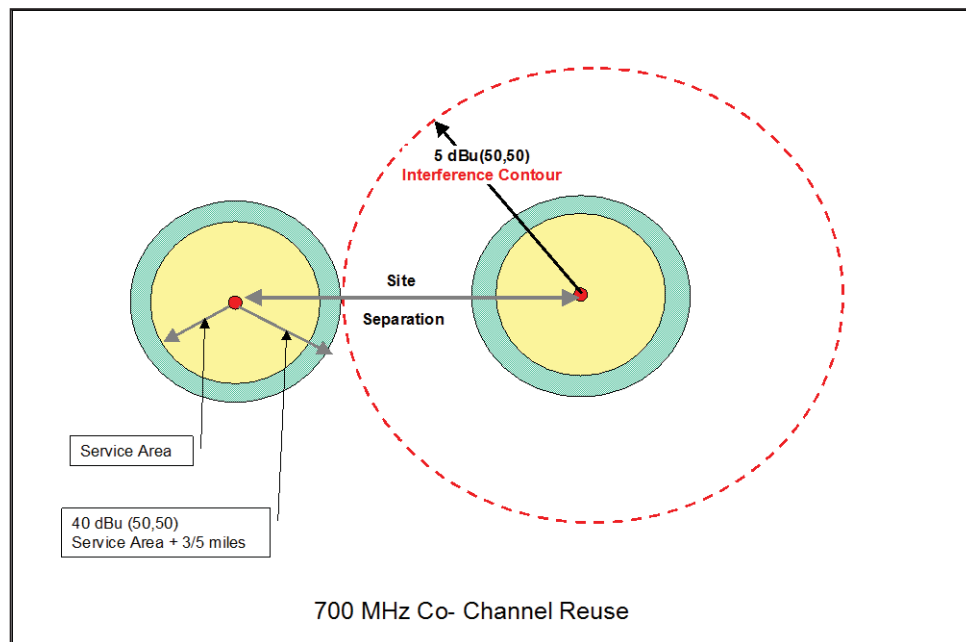 5 dBu(50,50)
Interference Contour
Site
Separation
Service Area
40 dBu (50,50)
Service Area + 3/5 miles
700 MHz Co- Channel Reuse